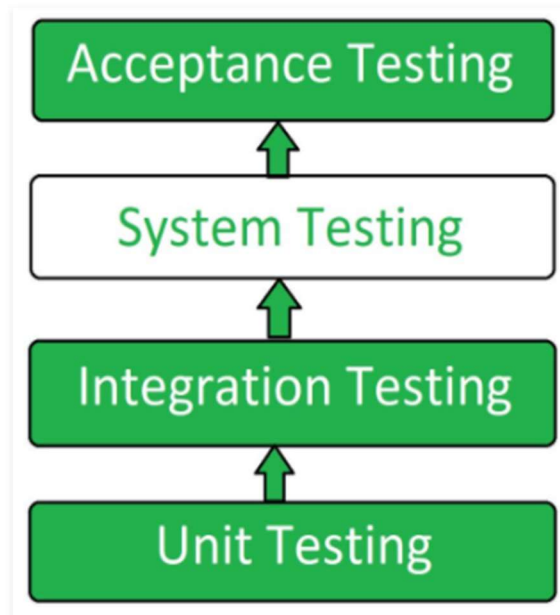 Acceptance Testing
System Testing
Integration Testing
Unit Testing